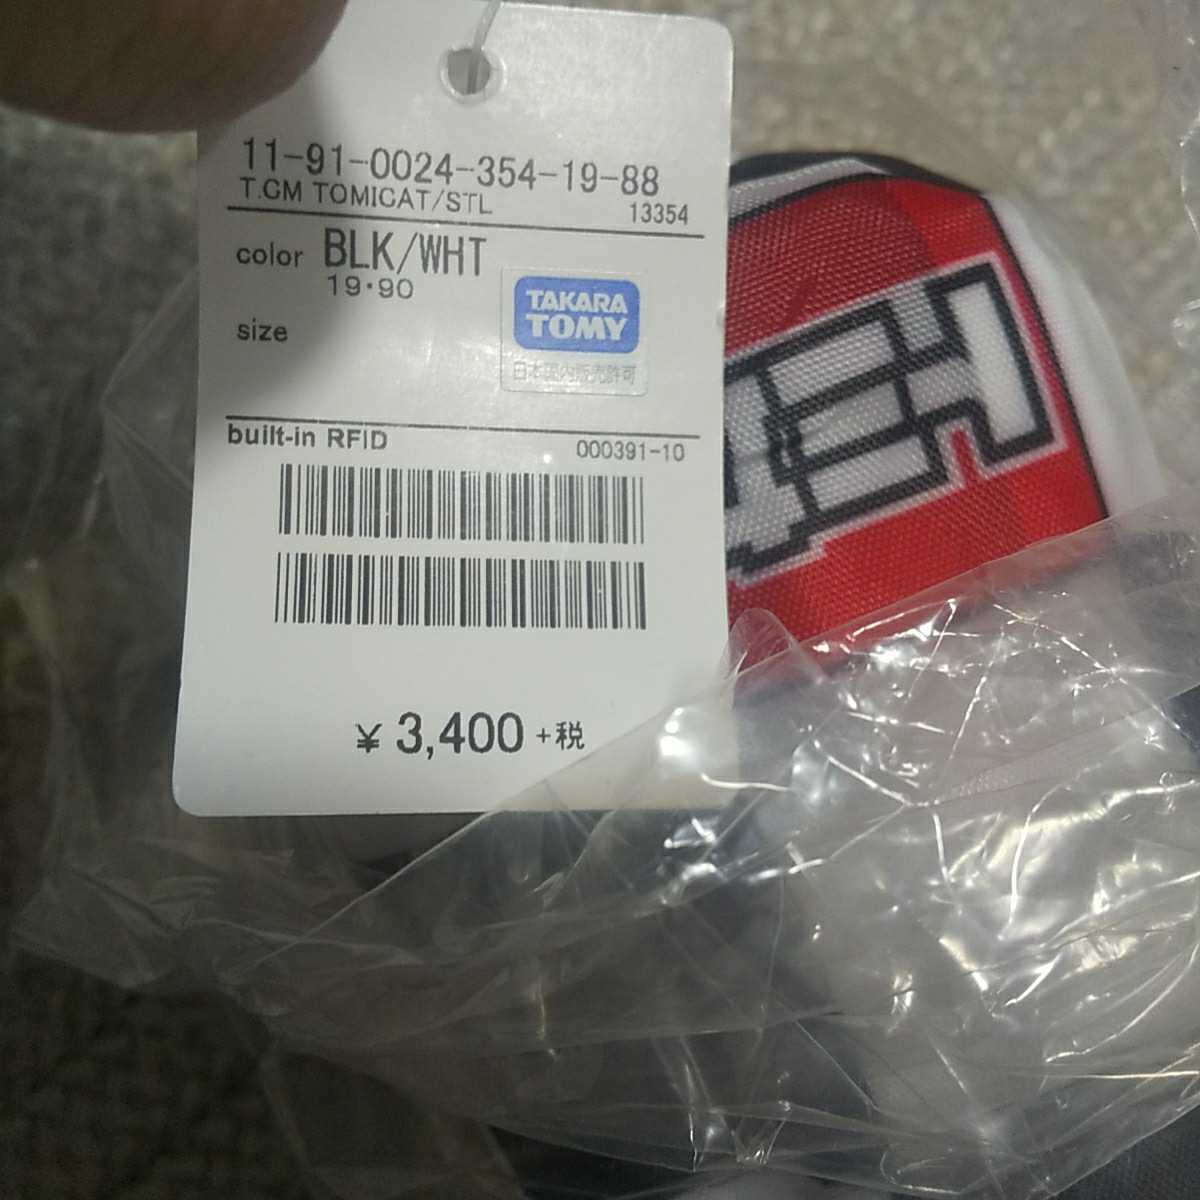 11-91-0024-354-19-88
T.CM TOMICAT/STL
13354
color BLK/WHT
19・90
TAKARA
TOMY
日本国内販売許可
size
built-in RFID
000391-10
¥ 3,400 +税